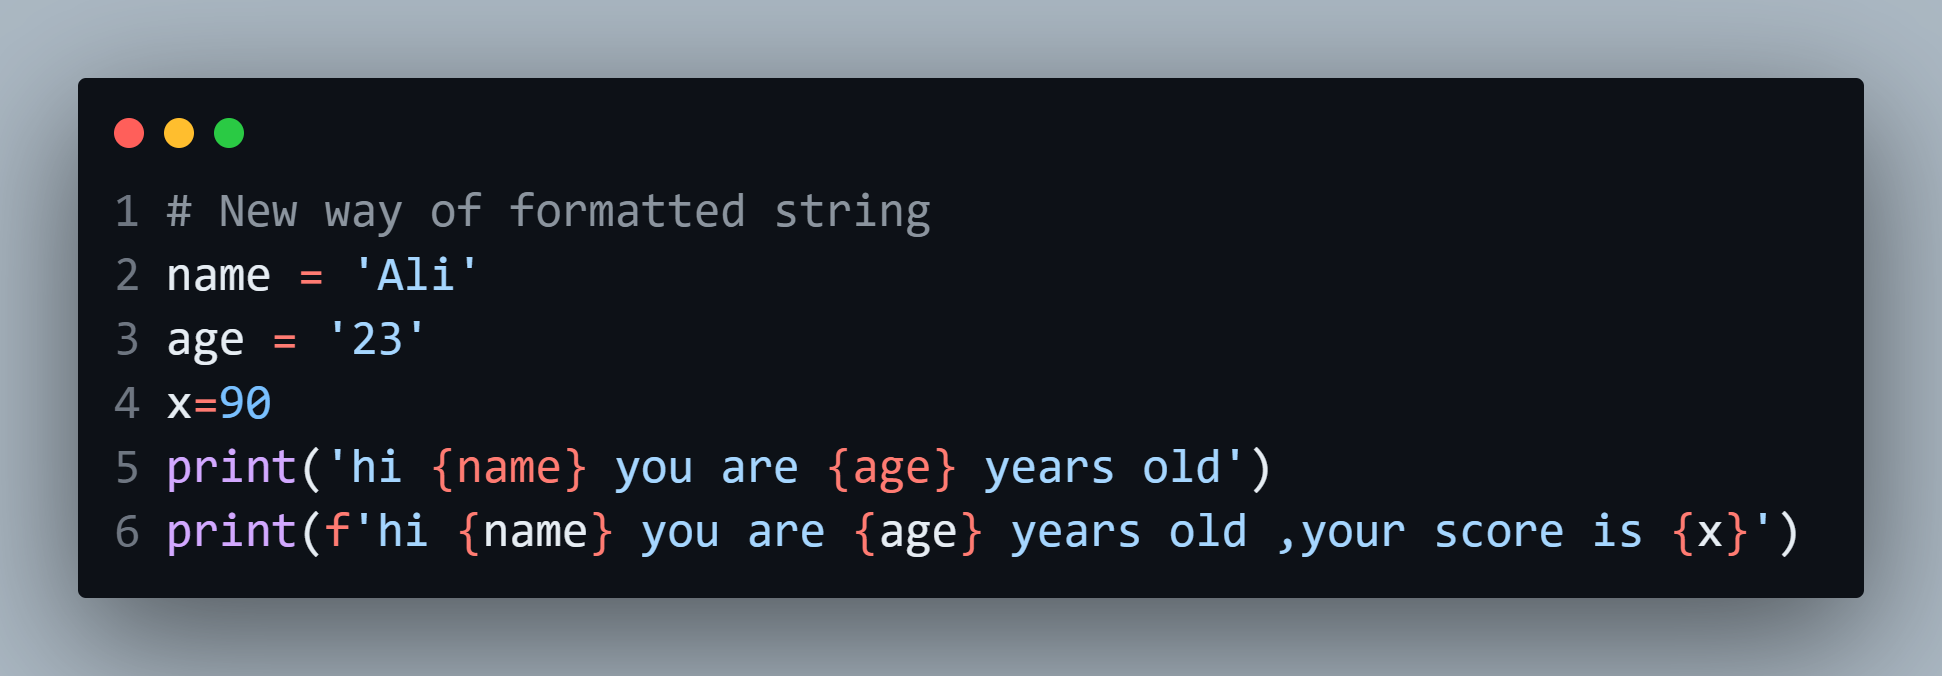 1 # New way of formatted string
2 name = 'Ali'
3 age = '23'
4 x=90
5 print('hi {name} you are {age} years old')
6 print(f'hi {name} you are {age} years old ,your score is {x}')